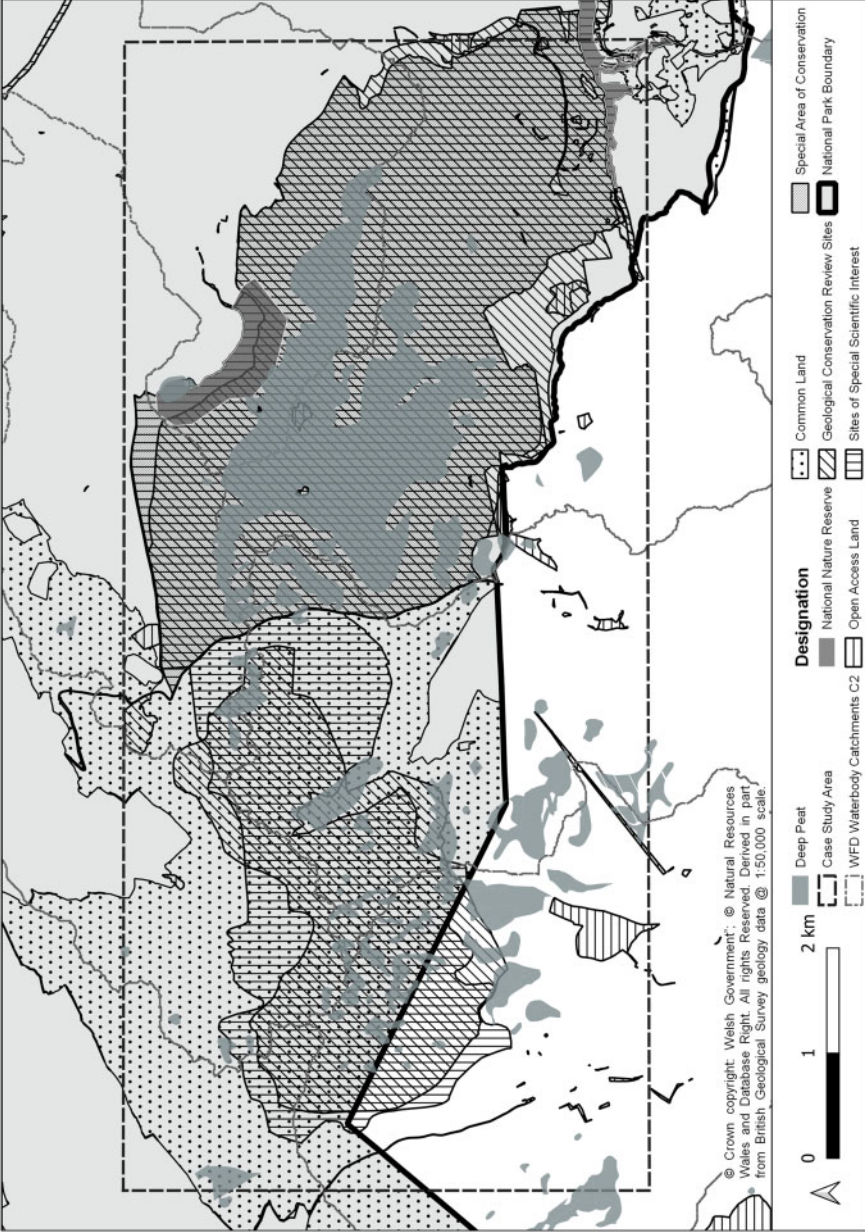 © Crown copyright: Welsh Government"; © Natural Resources
Wales and Database Right. All rights Reserved. Derived in part
from British Geological Survey geology data @ 1:50,000 scale.
0 1 2 km
Deep Peat
Case Study Area
WFD Waterbody Catchments C2
Designation
National Nature Reserve
Open Access Land
Common Land
Geological Conservation Review Sites
Sites of Special Scientific Interest
Special Area of Conservation
National Park Boundary